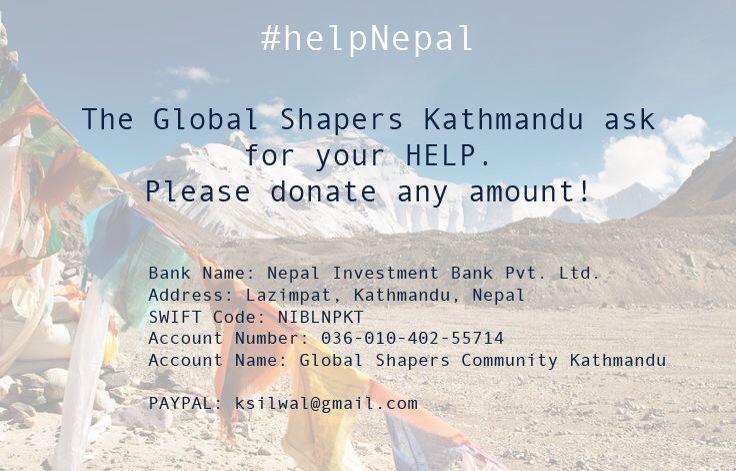 #helpNepal
The Global Shapers Kathmandu ask
for your HELP.
Please donate any amount!
Bank Name: Nepal Investment Bank Pvt. Ltd.
Address: Lazimpat, Kathmandu, Nepal
SWIFT Code: NIBLNPKT
Account Number: 036-010-402-55714
Account Name: Global Shapers Community Kathmandu
PAYPAL: ksilwal@gmail.com